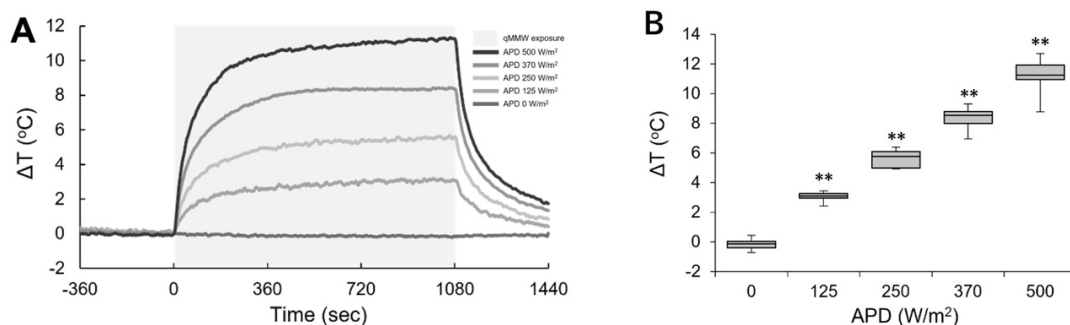 A
ΔT (°C)
14
12
10
8
6
4
2
0
-2
-360
0
360
720
1080
1440
Time (sec)
qMMW exposure
APD 500 W/m²
APD 370 W/m²
APD 250 W/m²
APD 125 W/m²
APD 0 W/m²
B
ΔT (°C)
14
12
10
8
6
4
2
0
-2
**
**
**
**
0
125
250
370
500
APD (W/m²)